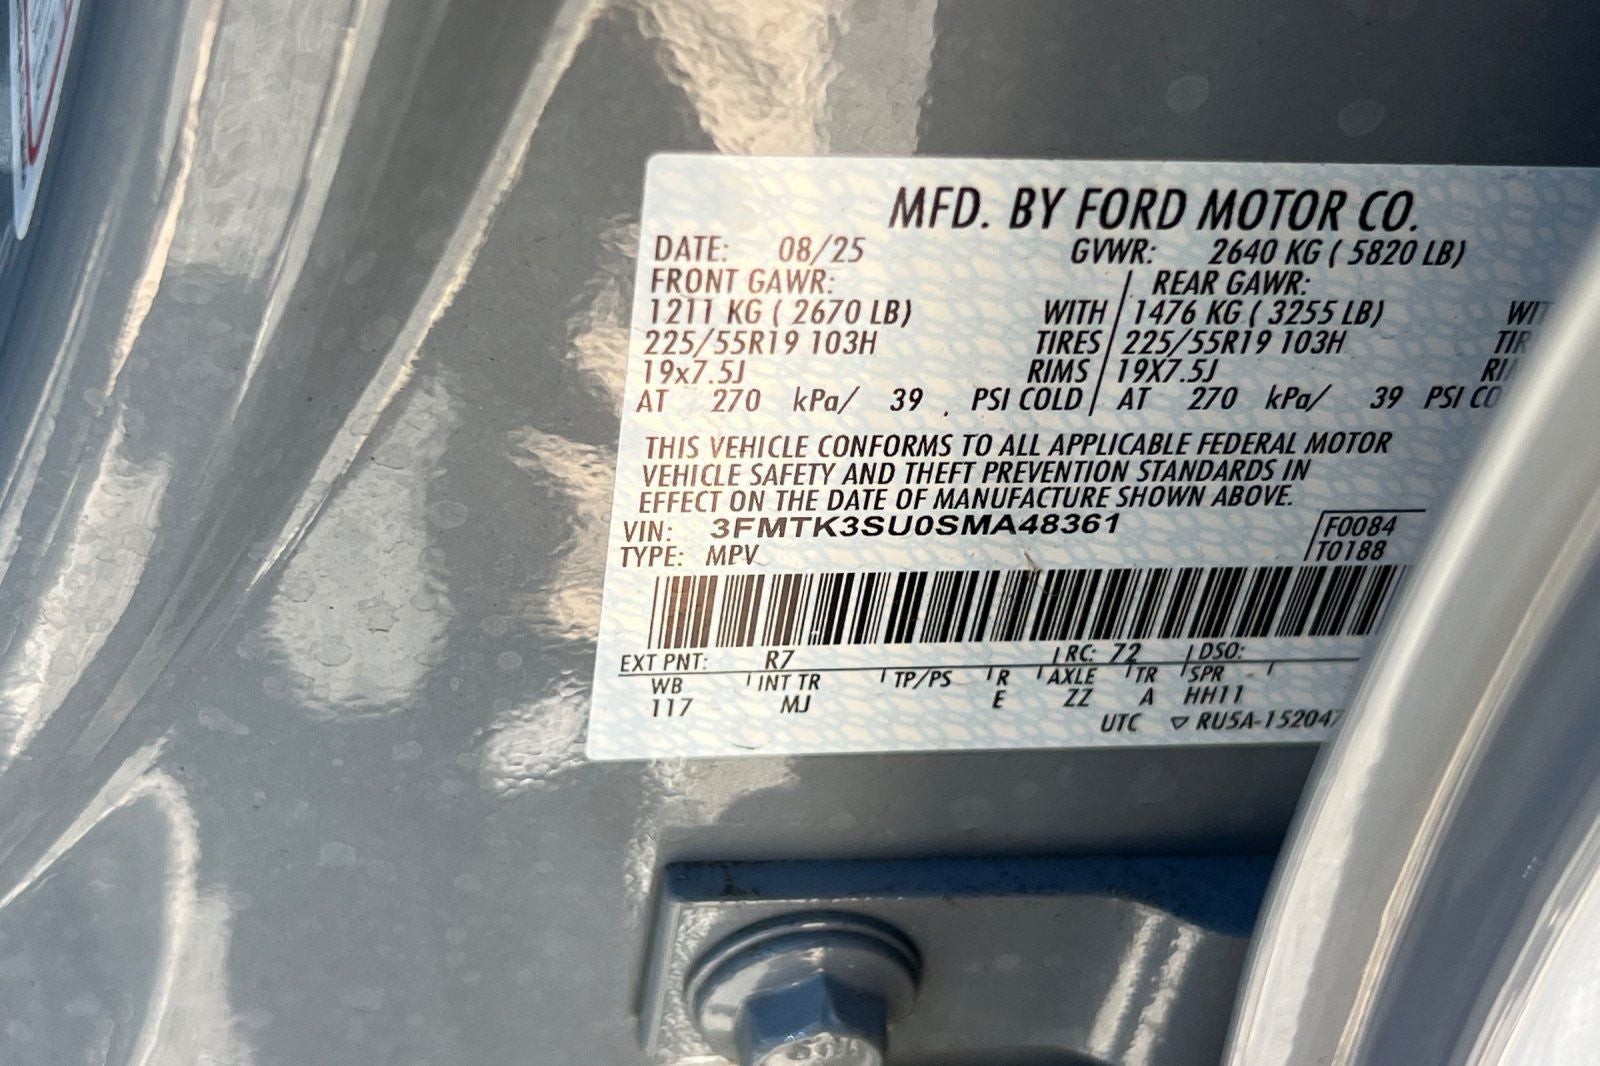 MFD. BY FORD MOTOR CO.
DATE: 08/25 GVWR: 2640 KG ( 5820 LB)
FRONT GAWR: REAR GAWR:
1211 KG ( 2670 LB) WITH 1476 KG ( 3255 LB)
225/55R19 103H TIRES 225/55R19 103H
19x7.5J RIMS 19X7.5J
AT 270 kPa/ 39 PSI COLD AT 270 kPa/ 39 PSI CO
THIS VEHICLE CONFORMS TO ALL APPLICABLE FEDERAL MOTOR
VEHICLE SAFETY AND THEFT PREVENTION STANDARDS IN
EFFECT ON THE DATE OF MANUFACTURE SHOWN ABOVE.
VIN: 3FMTK3SU0SMA48361 F0084
TYPE: MPV T0188
EXT PNT: R7 RC: 72 DSO:
WB INT TR TP/PS R AXLE TR SPR
117 MJ E ZZ A HH11
UTC ▽ RU5A-152047